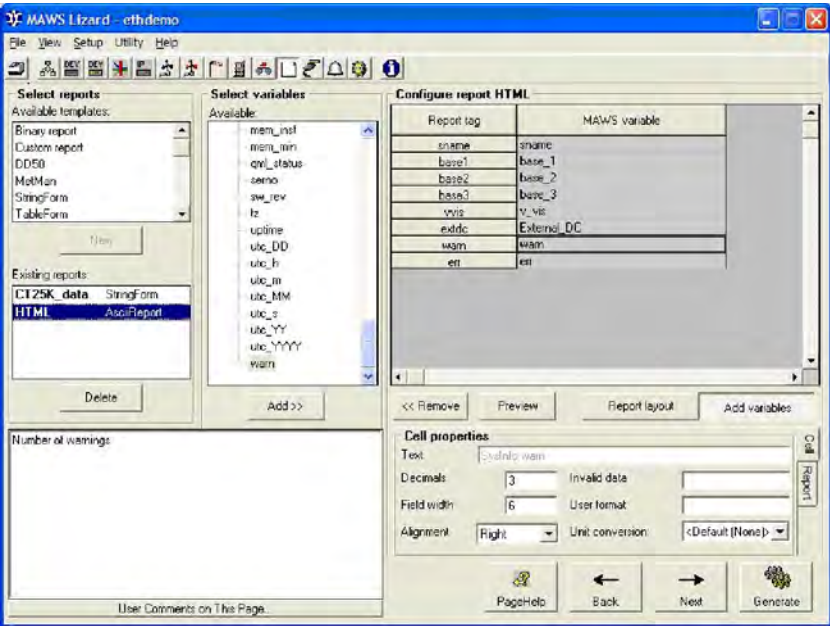 MAWS Lizard - ethdemo
File View Setup Utility Help
Select reports
Available templates:
Binary report
Custom report
DD50
MetMan
StringForm
TableForm
New
Existing reports
CT25K_data StringForm
HTML AsciiReport
Delete
Select variables
Available:
mem_inst
mem_min
qml_status
serno
sw_rev
tz
uptime
utc_DD
utc_h
utc_m
utc_MM
utc_s
utc_YY
utc_YYYY
warn
Add >>
Configure report HTML
Report tag MAWS variable
sname sname
base1 base_1
base2 base_2
base3 base_3
vvis v_vis
extdc External_DC
warn warn
err err
<< Remove Preview Report layout Add variables
Number of warnings
User Comments on This Page...
Cell properties
Text SysInfo warn
Decimals 3 Invalid data
Field width 6 User format
Alignment Right Unit conversion <Default (None)>
Cell
Report
PageHelp Back Next Generate